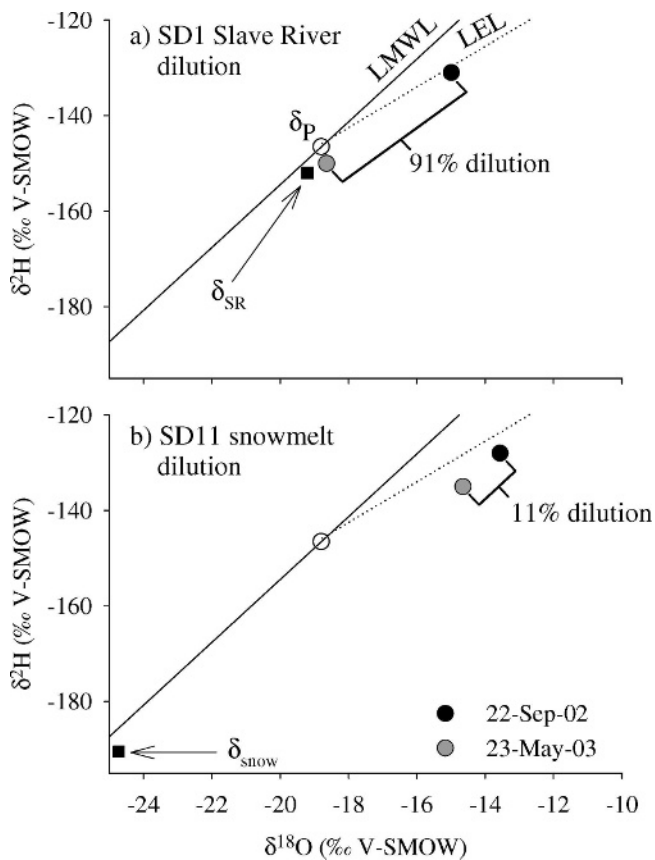 a) SD1 Slave River
dilution
LMWL
LEL
δP
91% dilution
δSR
δ²H (‰ V-SMOW)
-120
-140
-160
-180
b) SD11 snowmelt
dilution
11% dilution
δsnow
22-Sep-02
23-May-03
δ²H (‰ V-SMOW)
-120
-140
-160
-180
-24 -22 -20 -18 -16 -14 -12 -10
δ¹⁸O (‰ V-SMOW)